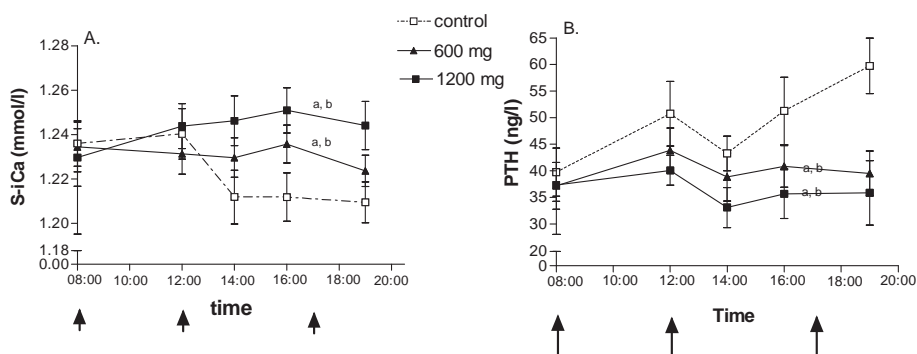 A.
control
600 mg
1200 mg
B.
S-iCa (mmol/l)
1.28
1.26
1.24
1.22
1.20
1.18
0.00
a, b
a, b
08:00 10:00 12:00 14:00 16:00 18:00 20:00
time
PTH (ng/l)
65
60
55
50
45
40
35
30
20
0
a, b
a, b
08:00 10:00 12:00 14:00 16:00 18:00 20:00
Time